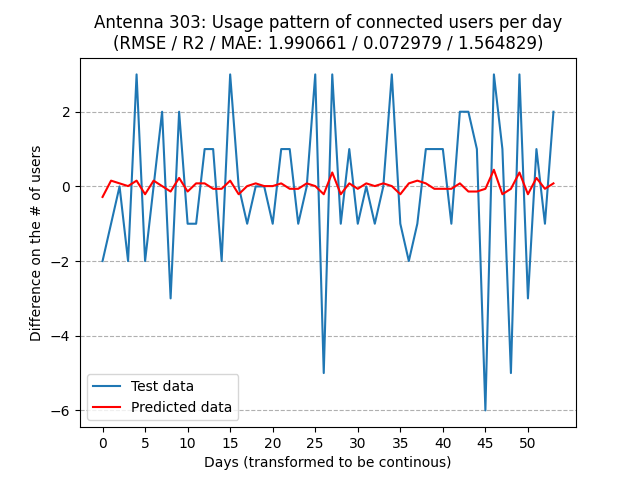 Antenna 303: Usage pattern of connected users per day
(RMSE / R2 / MAE: 1.990661 / 0.072979 / 1.564829)
Difference on the # of users
2
0
−2
−4
−6
Test data
Predicted data
0 5 10 15 20 25 30 35 40 45 50
Days (transformed to be continous)